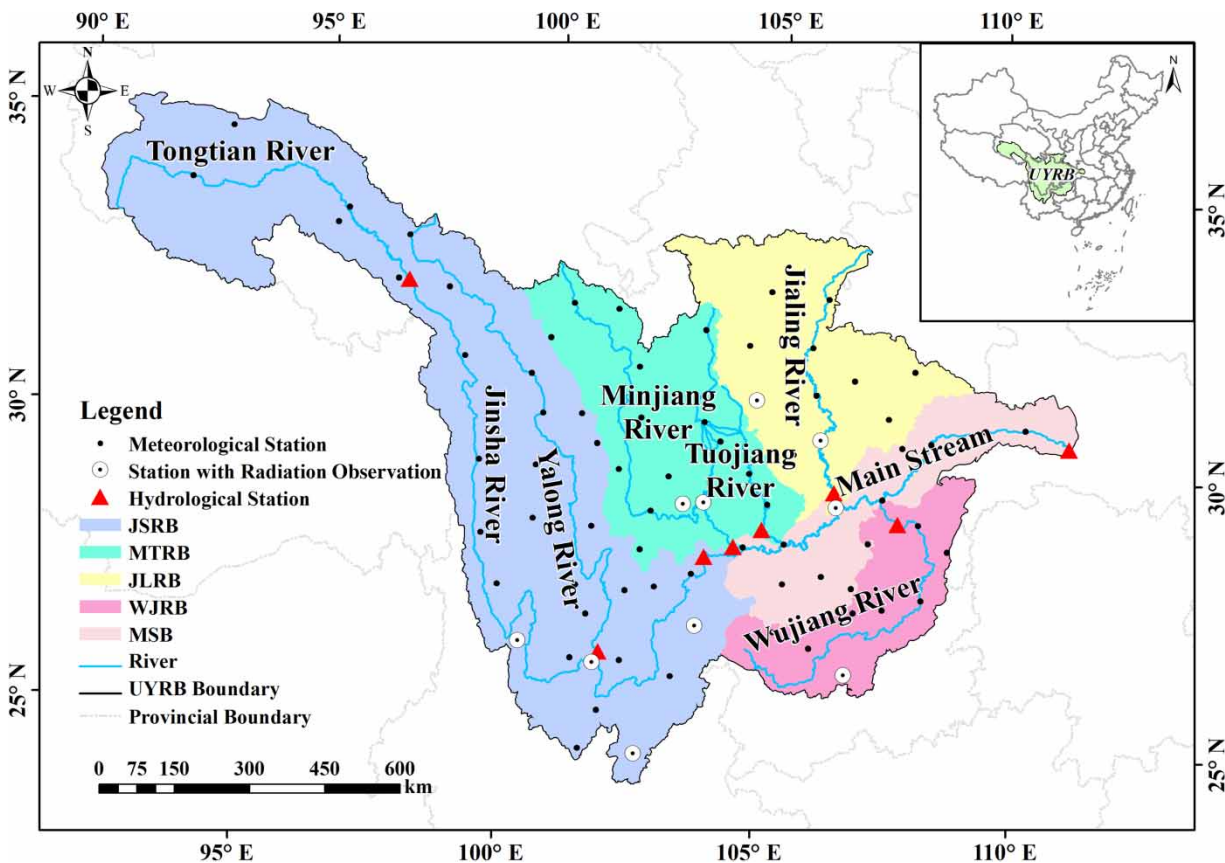 90° E 95° E 100° E 105° E 110° E
35° N
30° N
25° N
N
W E
S
Tongtian River
Jinsha River
Yalong River
Minjiang
River
Tuojiang
River
Jialing River
Main Stream
Wujiang River
N
UYRB
35° N
30° N
25° N
Legend
Meteorological Station
Station with Radiation Observation
Hydrological Station
JSRB
MTRB
JLRB
WJRB
MSB
River
UYRB Boundary
Provincial Boundary
0 75 150 300 450 600
km
95° E 100° E 105° E 110° E